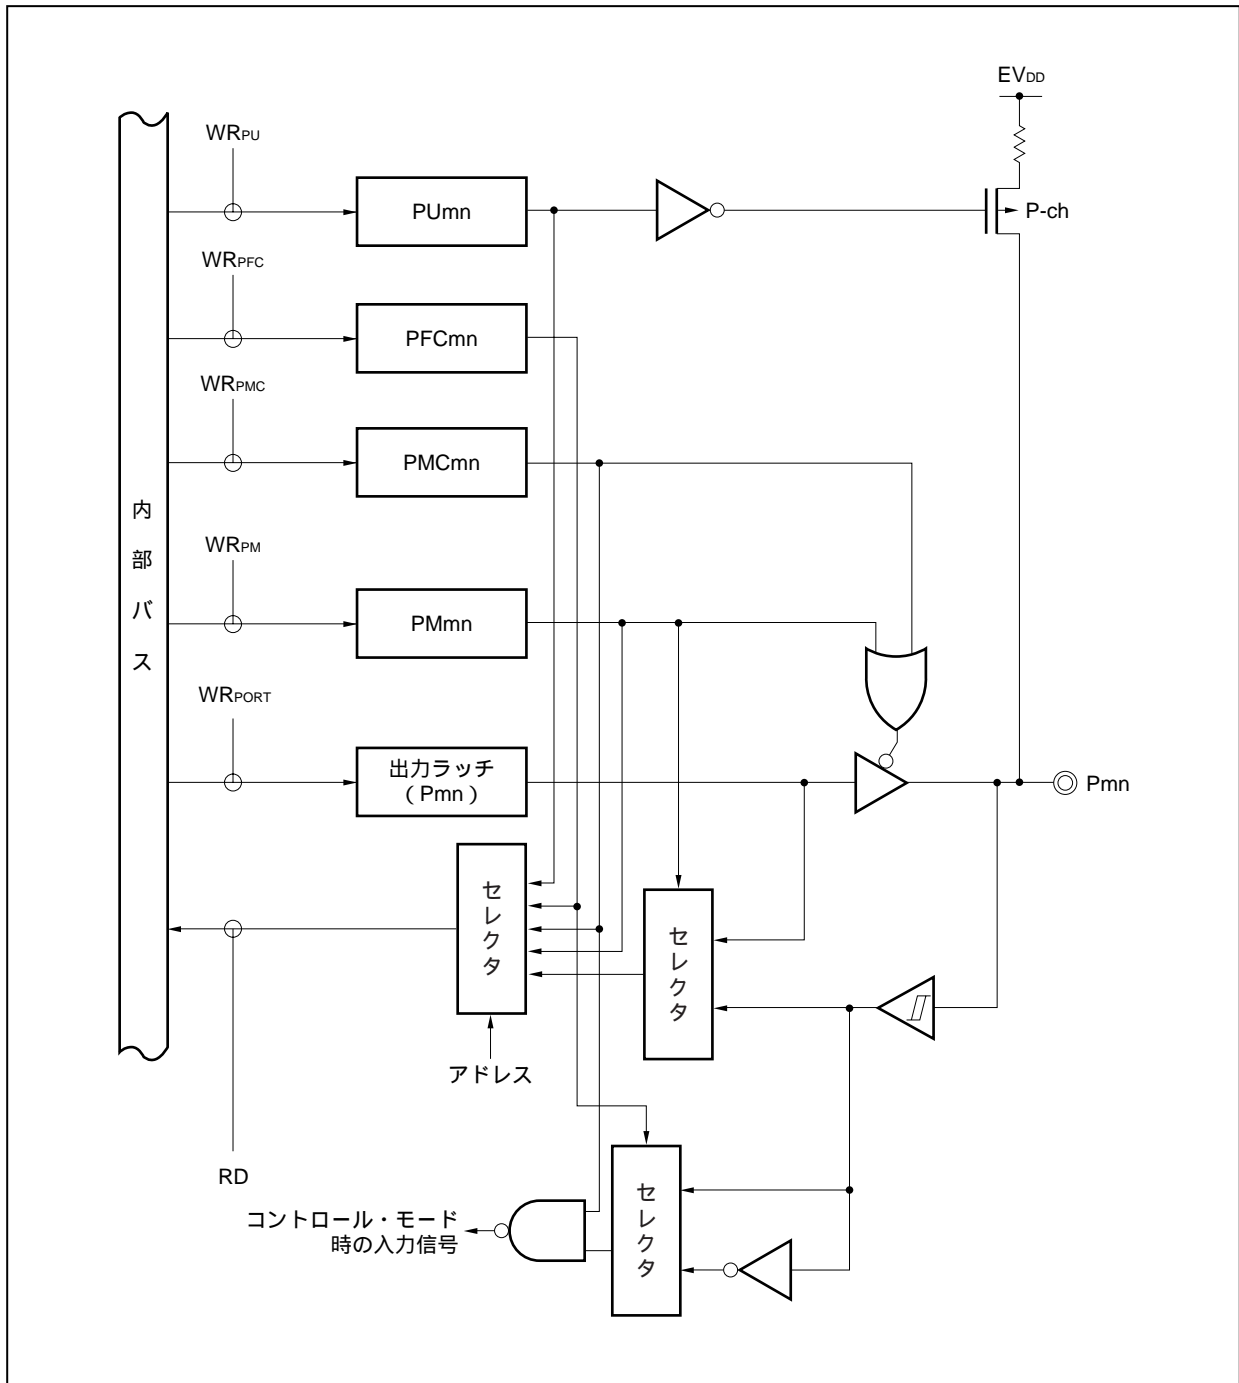 EVDD
WRPU
PUmn
P-ch
WRPFC
PFCmn
WRPMC
PMCmn
内部バス
WRPM
PMmn
WRPORT
出力ラッチ
（Pmn）
Pmn
セレクタ
セレクタ
アドレス
RD
セレクタ
コントロール・モード
時の入力信号